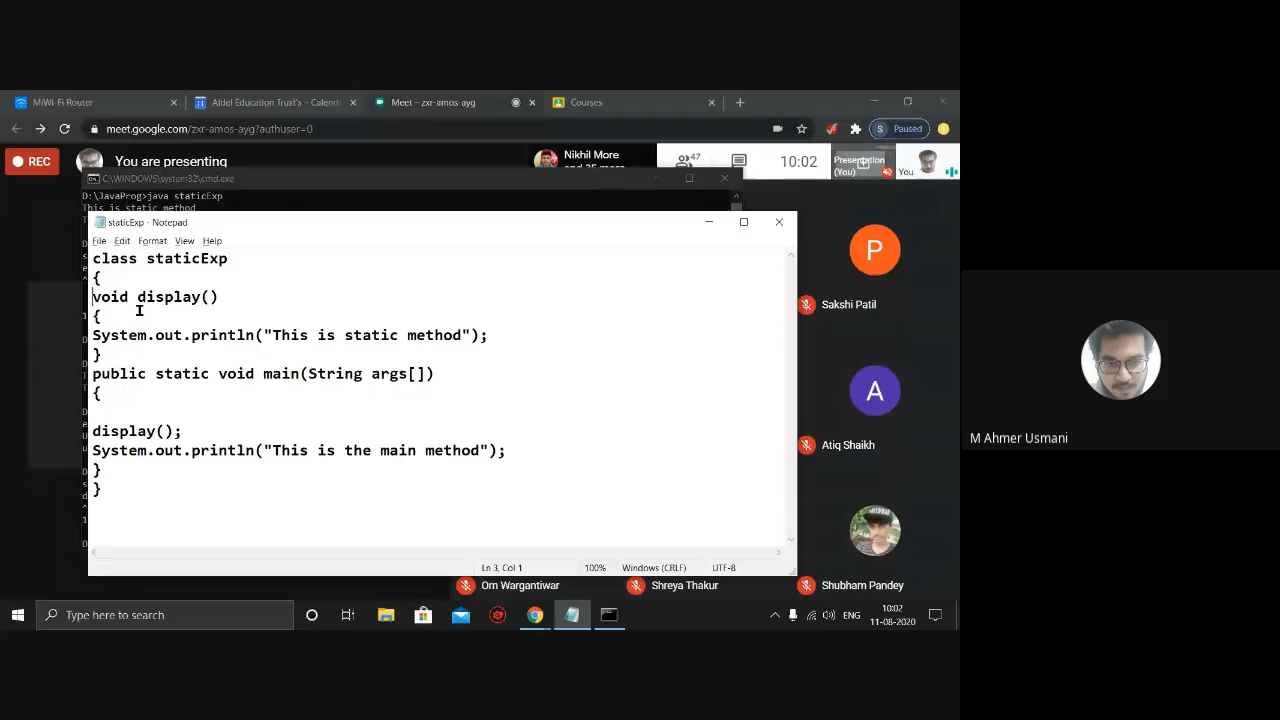 MiWi-Fi Router
Aldel Education Trust's – Calend
Meet – zxr-amos-ayg
Courses
meet.google.com/zxr-amos-ayg?authuser=0
S Paused
REC
You are presenting
Nikhil More
47
10:02
Presentation
(You)
You
C:\WINDOWS\system32\cmd.exe
D:\JavaProg>java staticExp
This is static method
staticExp - Notepad
File Edit Format View Help
class staticExp
{
void display()
{
System.out.println("This is static method");
}
public static void main(String args[])
{
display();
System.out.println("This is the main method");
}
}
Ln 3, Col 1 100% Windows (CRLF) UTF-8
P
Sakshi Patil
A
Atiq Shaikh
Om Wargantiwar
Shreya Thakur
Shubham Pandey
M Ahmer Usmani
Type here to search
ENG
10:02
11-08-2020